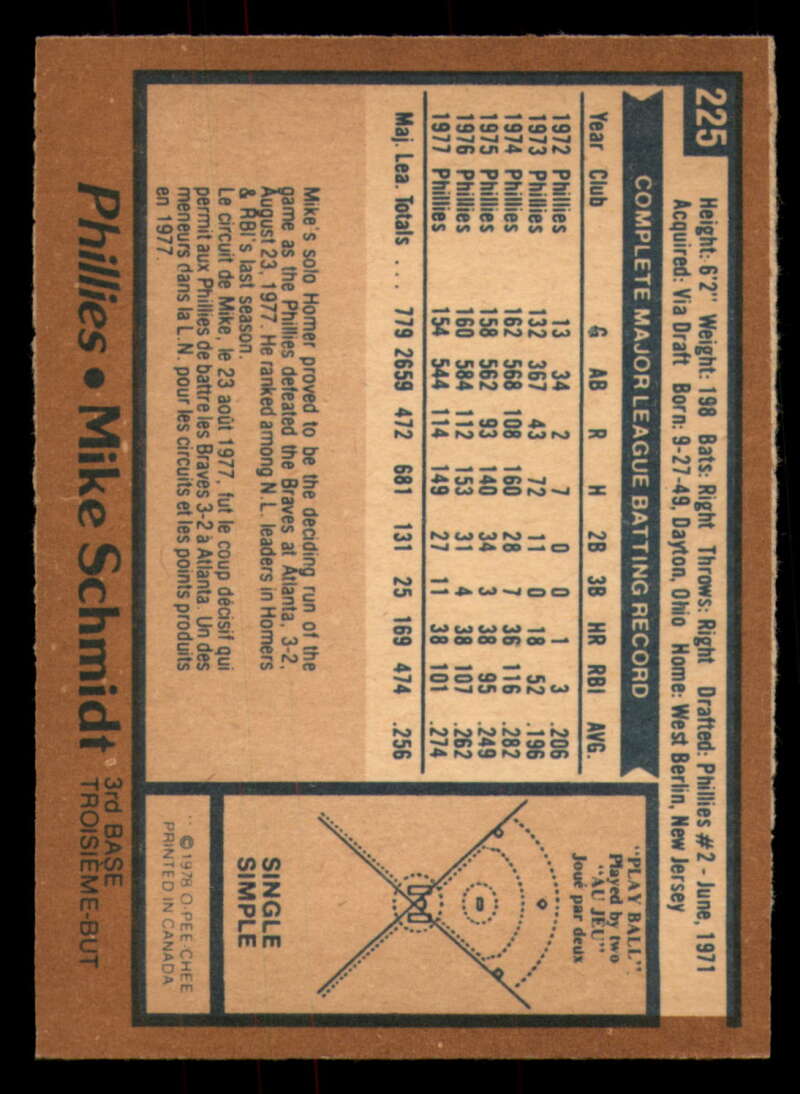 225
Height: 6'2" Weight: 198 Bats: Right Throws: Right Drafted: Phillies #2 - June, 1971
Acquired: Via Draft Born: 9-27-49, Dayton, Ohio Home: West Berlin, New Jersey
COMPLETE MAJOR LEAGUE BATTING RECORD
Year Club G AB R H 2B 3B HR RBI AVG.
1972 Phillies 13 34 2 7 0 0 1 3 .206
1973 Phillies 132 367 43 72 11 0 18 52 .196
1974 Phillies 162 568 108 160 28 7 36 116 .282
1975 Phillies 158 562 93 140 34 3 38 95 .249
1976 Phillies 160 584 112 153 31 4 38 107 .262
1977 Phillies 154 544 114 149 27 11 38 101 .274
Maj. Lea. Totals ... 779 2659 472 681 131 25 169 474 .256
Mike's solo Homer proved to be the deciding run of the
game as the Phillies defeated the Braves at Atlanta, 3-2,
August 23, 1977. He ranked among N.L. leaders in Homers
& RBI's last season.
Le circuit de Mike, le 23 août 1977, fut le coup décisif qui
permit aux Phillies de battre les Braves 3-2 à Atlanta. Un des
meneurs dans la L.N. pour les circuits et les points produits
en 1977.
"PLAY BALL"
Played by two
"AU JEU"
Joué par deux
SINGLE
SIMPLE
Phillies • Mike Schmidt
3rd BASE
TROISIÈME-BUT
©1978 O-PEE-CHEE
PRINTED IN CANADA